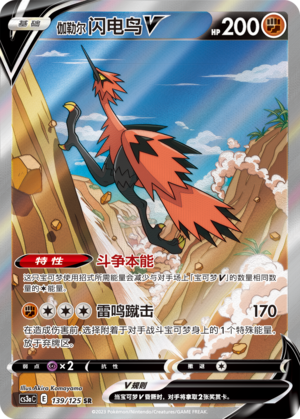 基础
伽勒尔 闪电鸟V
HP 200
特性 斗争本能
这只宝可梦使用招式所需能量会减少与对手场上「宝可梦V」的数量相同数量的无能量。
雷鸣蹴击 170
在造成伤害前,选择附着于对手战斗宝可梦身上的1个特殊能量,放于弃牌区。
弱点 ×2
抵抗力
撤退
Illus. Akira Komayama
cs3aC E 139/125 SR
V规则
当宝可梦V昏厥时,对手将拿取2张奖赏卡。